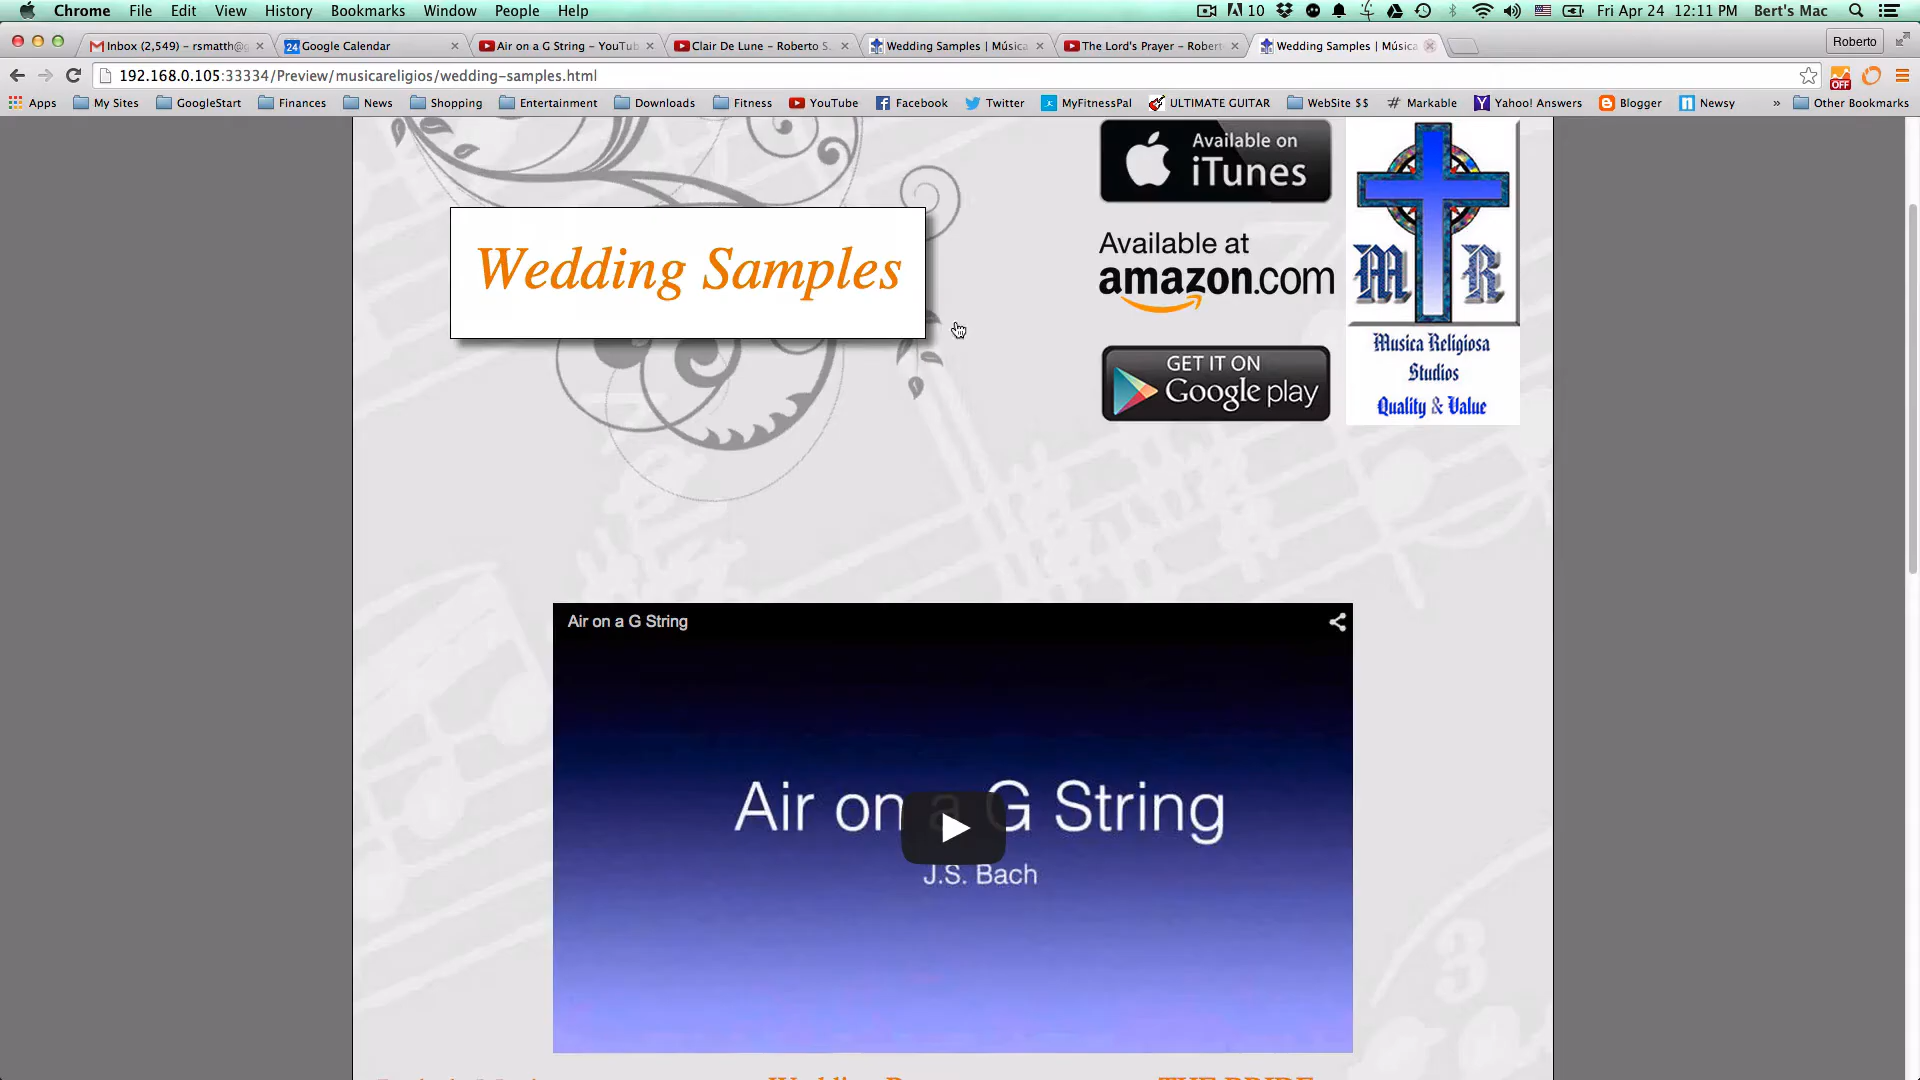 Chrome File Edit View History Bookmarks Window People Help
10 Fri Apr 24 12:11 PM Bert's Mac
Inbox (2,549) – rsmatth@g
24 Google Calendar
Air on a G String – YouTub
Clair De Lune – Roberto S
Wedding Samples | Música
The Lord's Prayer – Robert
Wedding Samples | Música
Roberto
192.168.0.105:33334/Preview/musicareligios/wedding-samples.html
OFF
Apps My Sites GoogleStart Finances News Shopping Entertainment Downloads Fitness YouTube Facebook Twitter MyFitnessPal ULTIMATE GUITAR WebSite $$ Markable Yahoo! Answers Blogger Newsy » Other Bookmarks
Wedding Samples
Available on
iTunes
Available at
amazon.com
GET IT ON
Google play
M R
Musica Religiosa
Studios
Quality & Value
Air on a G String
Air on a G String
J.S. Bach
3